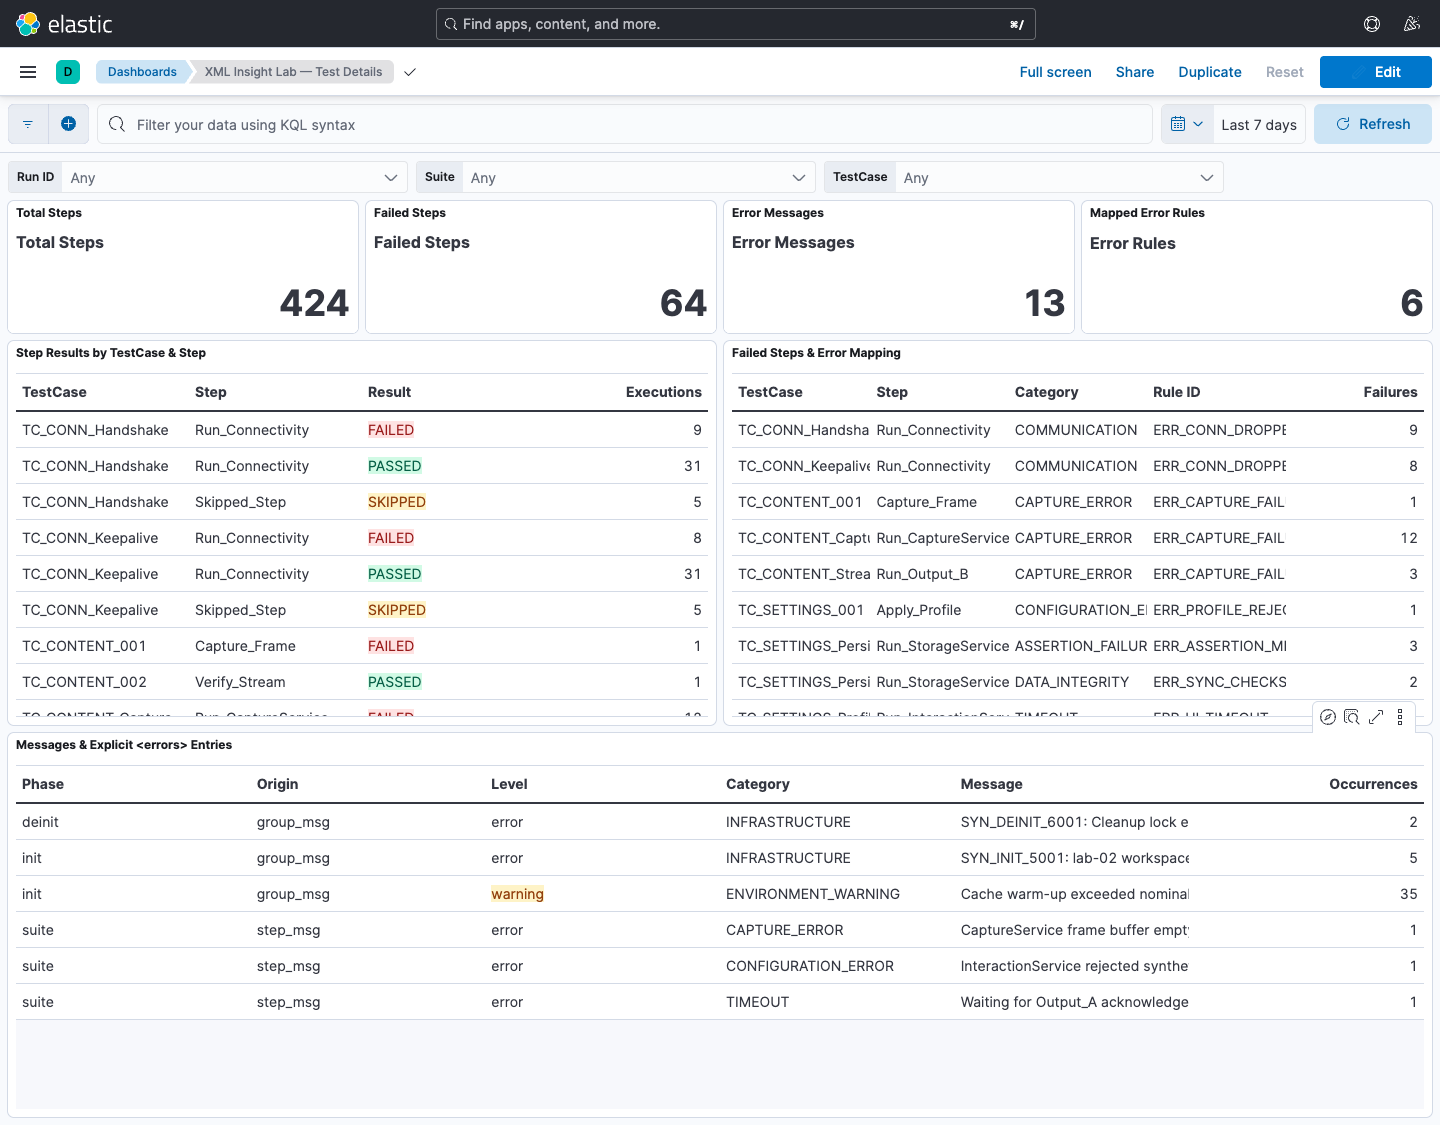 elastic
Find apps, content, and more.
⌘/
D
Dashboards
XML Insight Lab — Test Details
Full screen
Share
Duplicate
Reset
Edit
Filter your data using KQL syntax
Last 7 days
Refresh
Run ID Any
Suite Any
TestCase Any
Total Steps
Total Steps
424
Failed Steps
Failed Steps
64
Error Messages
Error Messages
13
Mapped Error Rules
Error Rules
6
Step Results by TestCase & Step
TestCase Step Result Executions
TC_CONN_Handshake Run_Connectivity FAILED 9
TC_CONN_Handshake Run_Connectivity PASSED 31
TC_CONN_Handshake Skipped_Step SKIPPED 5
TC_CONN_Keepalive Run_Connectivity FAILED 8
TC_CONN_Keepalive Run_Connectivity PASSED 31
TC_CONN_Keepalive Skipped_Step SKIPPED 5
TC_CONTENT_001 Capture_Frame FAILED 1
TC_CONTENT_002 Verify_Stream PASSED 1
TC_CONTENT_Capture Run_CaptureService FAILED 12
Failed Steps & Error Mapping
TestCase Step Category Rule ID Failures
TC_CONN_Handsha Run_Connectivity COMMUNICATION ERR_CONN_DROPPE 9
TC_CONN_Keepalive Run_Connectivity COMMUNICATION ERR_CONN_DROPPE 8
TC_CONTENT_001 Capture_Frame CAPTURE_ERROR ERR_CAPTURE_FAIL 1
TC_CONTENT_Captu Run_CaptureService CAPTURE_ERROR ERR_CAPTURE_FAIL 12
TC_CONTENT_Strea Run_Output_B CAPTURE_ERROR ERR_CAPTURE_FAIL 3
TC_SETTINGS_001 Apply_Profile CONFIGURATION_E ERR_PROFILE_REJEC 1
TC_SETTINGS_Persi Run_StorageService ASSERTION_FAILUR ERR_ASSERTION_MI 3
TC_SETTINGS_Persi Run_StorageService DATA_INTEGRITY ERR_SYNC_CHECKS 2
TC_SETTINGS_Profil Run_InteractionServ TIMEOUT ERR_UI_TIMEOUT
Messages & Explicit <errors> Entries
Phase Origin Level Category Message Occurrences
deinit group_msg error INFRASTRUCTURE SYN_DEINIT_6001: Cleanup lock e 2
init group_msg error INFRASTRUCTURE SYN_INIT_5001: lab-02 workspace 5
init group_msg warning ENVIRONMENT_WARNING Cache warm-up exceeded nominal 35
suite step_msg error CAPTURE_ERROR CaptureService frame buffer empty 1
suite step_msg error CONFIGURATION_ERROR InteractionService rejected synthe 1
suite step_msg error TIMEOUT Waiting for Output_A acknowledge 1